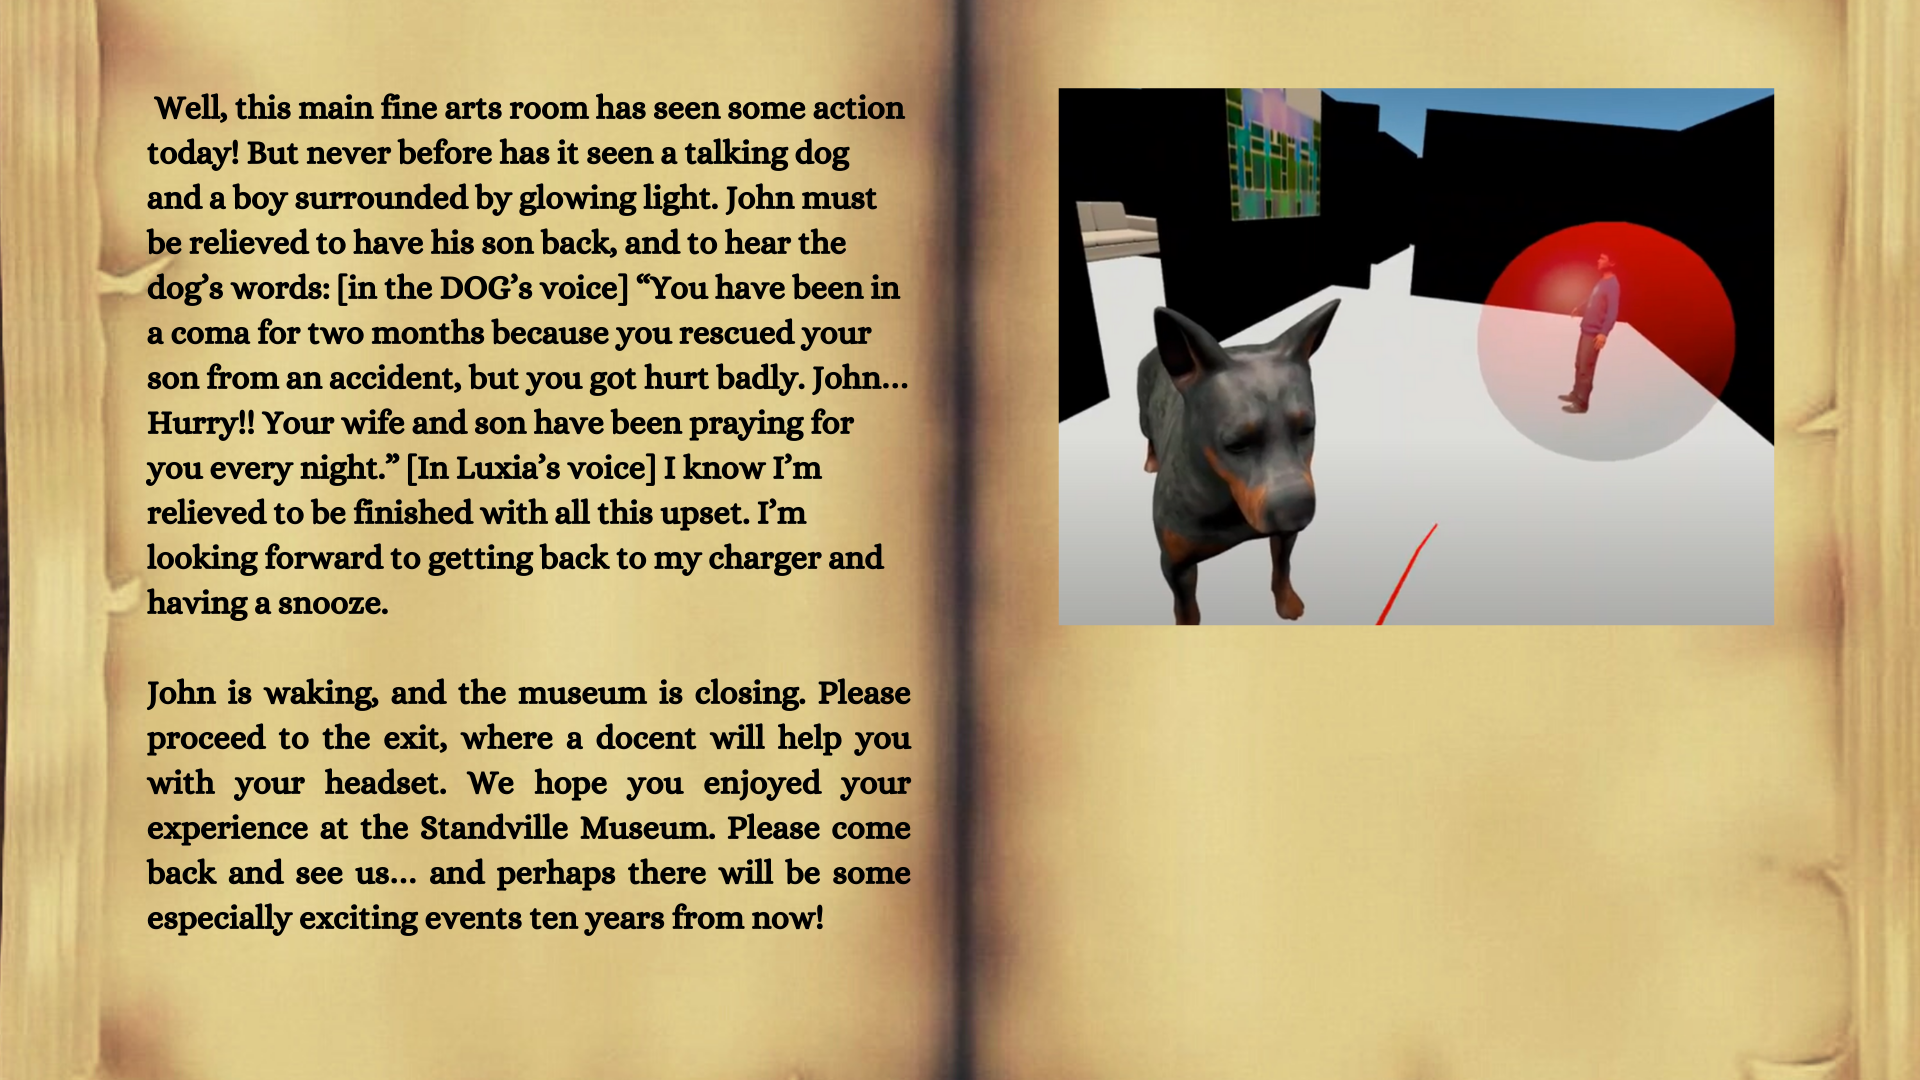 Well, this main fine arts room has seen some action
today! But never before has it seen a talking dog
and a boy surrounded by glowing light. John must
be relieved to have his son back, and to hear the
dog’s words: [in the DOG’s voice] “You have been in
a coma for two months because you rescued your
son from an accident, but you got hurt badly. John…
Hurry!! Your wife and son have been praying for
you every night.” [In Luxia’s voice] I know I’m
relieved to be finished with all this upset. I’m
looking forward to getting back to my charger and
having a snooze.
John is waking, and the museum is closing. Please
proceed to the exit, where a docent will help you
with your headset. We hope you enjoyed your
experience at the Standville Museum. Please come
back and see us… and perhaps there will be some
especially exciting events ten years from now!